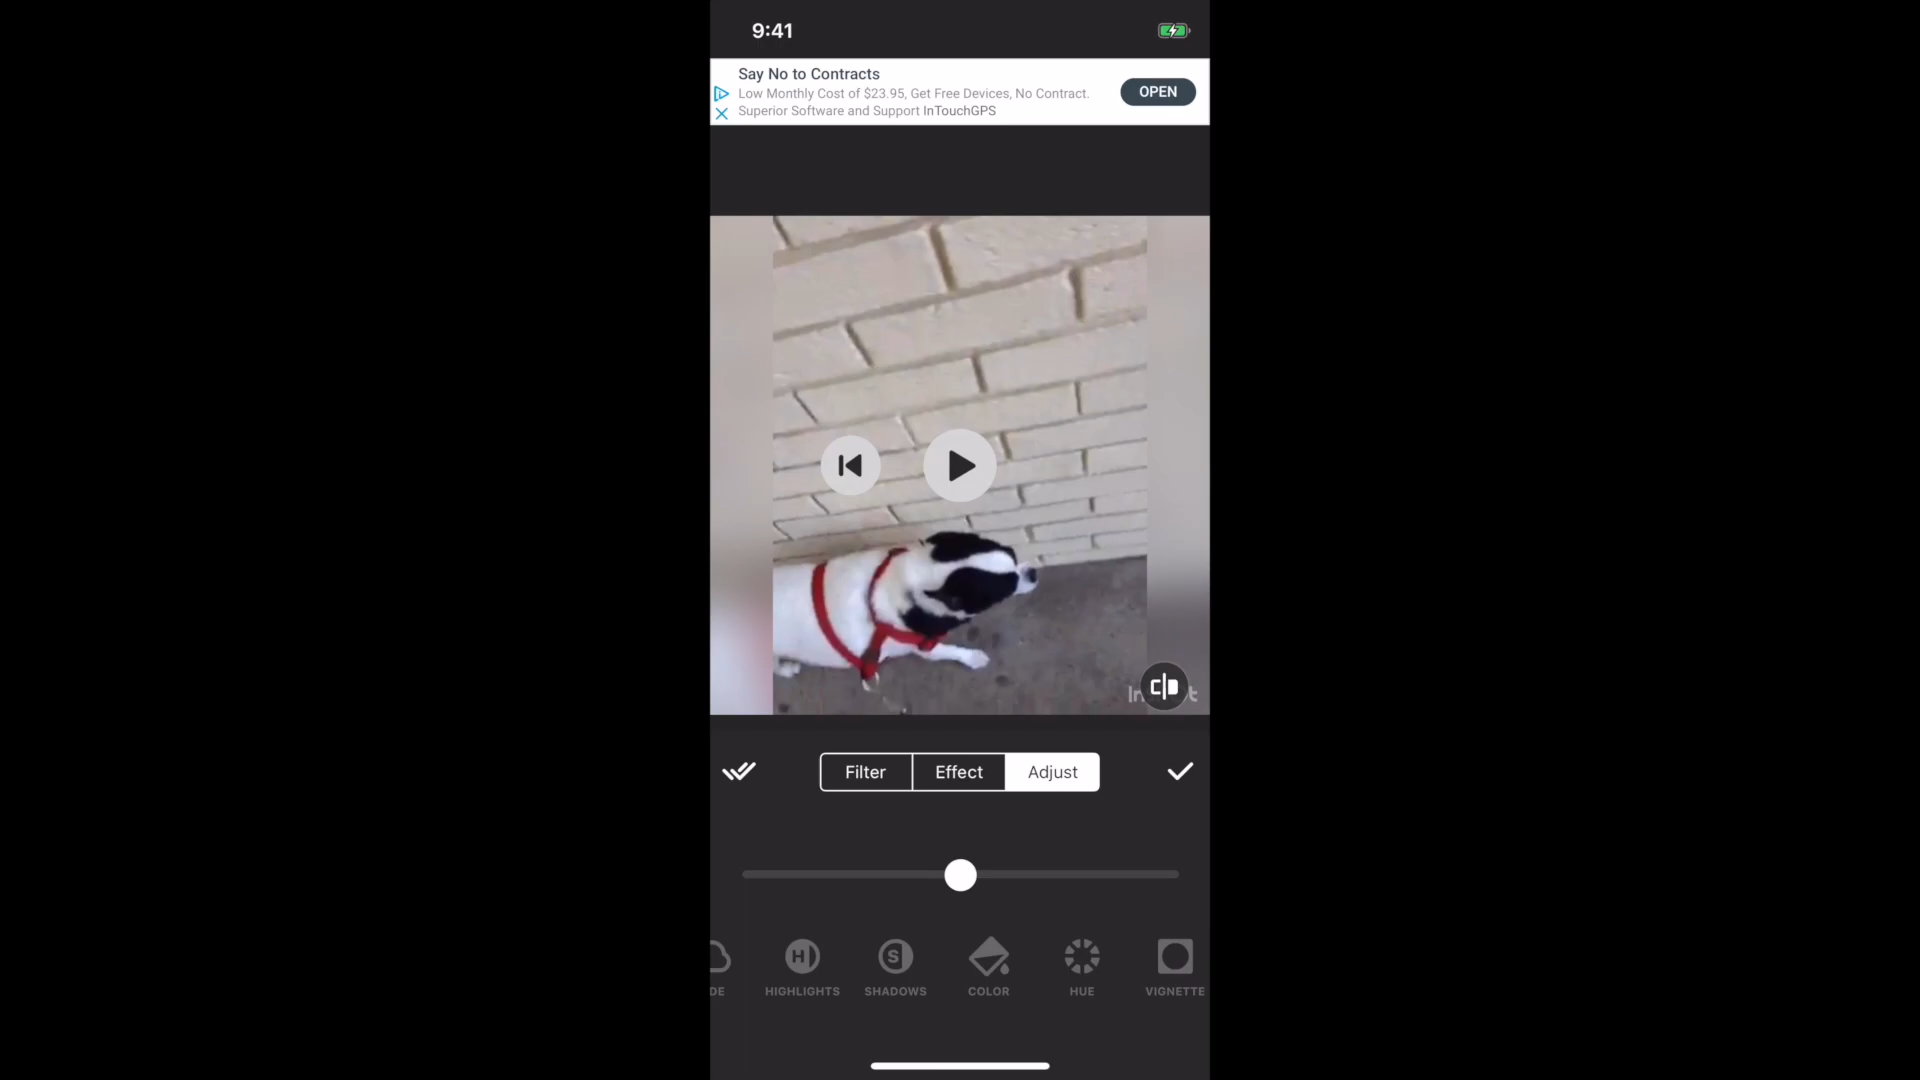 9:41
Say No to Contracts
Low Monthly Cost of $23.95, Get Free Devices, No Contract.
Superior Software and Support InTouchGPS
OPEN
Filter
Effect
Adjust
DE
HIGHLIGHTS
SHADOWS
COLOR
HUE
VIGNETTE